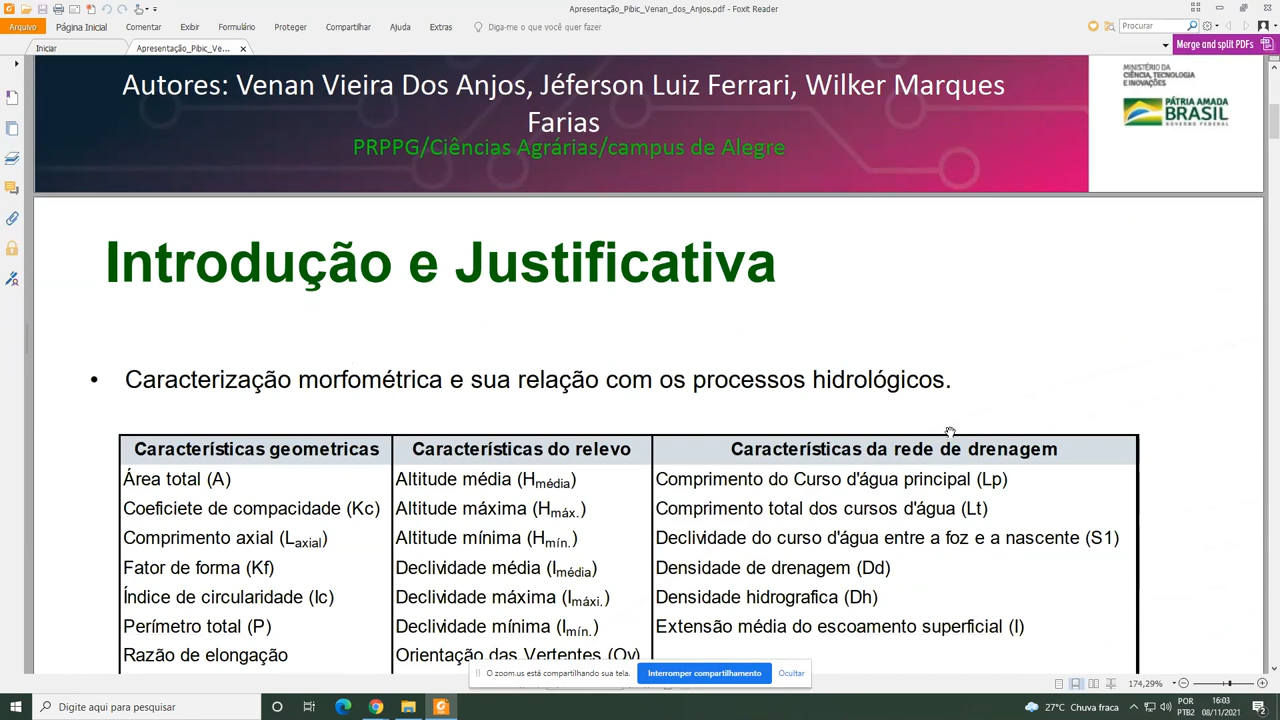 Apresentação_Pibic_Venan_dos_Anjos.pdf - Foxit Reader
Arquivo Página Inicial Comentar Exibir Formulário Proteger Compartilhar Ajuda Extrar Diga-me o que você quer fazer Procurar
Iniciar Apresentação_Pibic_Ve... Merge and split PDFs
Autores: Venan Vieira Dos Anjos, Jéferson Luiz Ferrari, Wilker Marques
Farias
PRPPG/Ciências Agrárias/campus de Alegre
MINISTÉRIO DA
CIÊNCIA, TECNOLOGIA
E INOVAÇÕES
PÁTRIA AMADA
BRASIL
GOVERNO FEDERAL
Introdução e Justificativa
• Caracterização morfométrica e sua relação com os processos hidrológicos.
Características geometricas Características do relevo Características da rede de drenagem
Área total (A) Altitude média (Hmédia) Comprimento do Curso d'água principal (Lp)
Coeficiete de compacidade (Kc) Altitude máxima (Hmáx.) Comprimento total dos cursos d'água (Lt)
Comprimento axial (Laxial) Altitude mínima (Hmín.) Declividade do curso d'água entre a foz e a nascente (S1)
Fator de forma (Kf) Declividade média (Imédia) Densidade de drenagem (Dd)
Índice de circularidade (Ic) Declividade máxima (Imáxi.) Densidade hidrografica (Dh)
Perímetro total (P) Declividade mínima (Imín.) Extensão média do escoamento superficial (l)
Razão de elongação Orientação das Vertentes (Ov)
O zoom.us está compartilhando sua tela. Interromper compartilhamento Ocultar
174,29%
Digite aqui para pesquisar
27°C Chuva fraca
POR
PTB2
16:03
08/11/2021
2